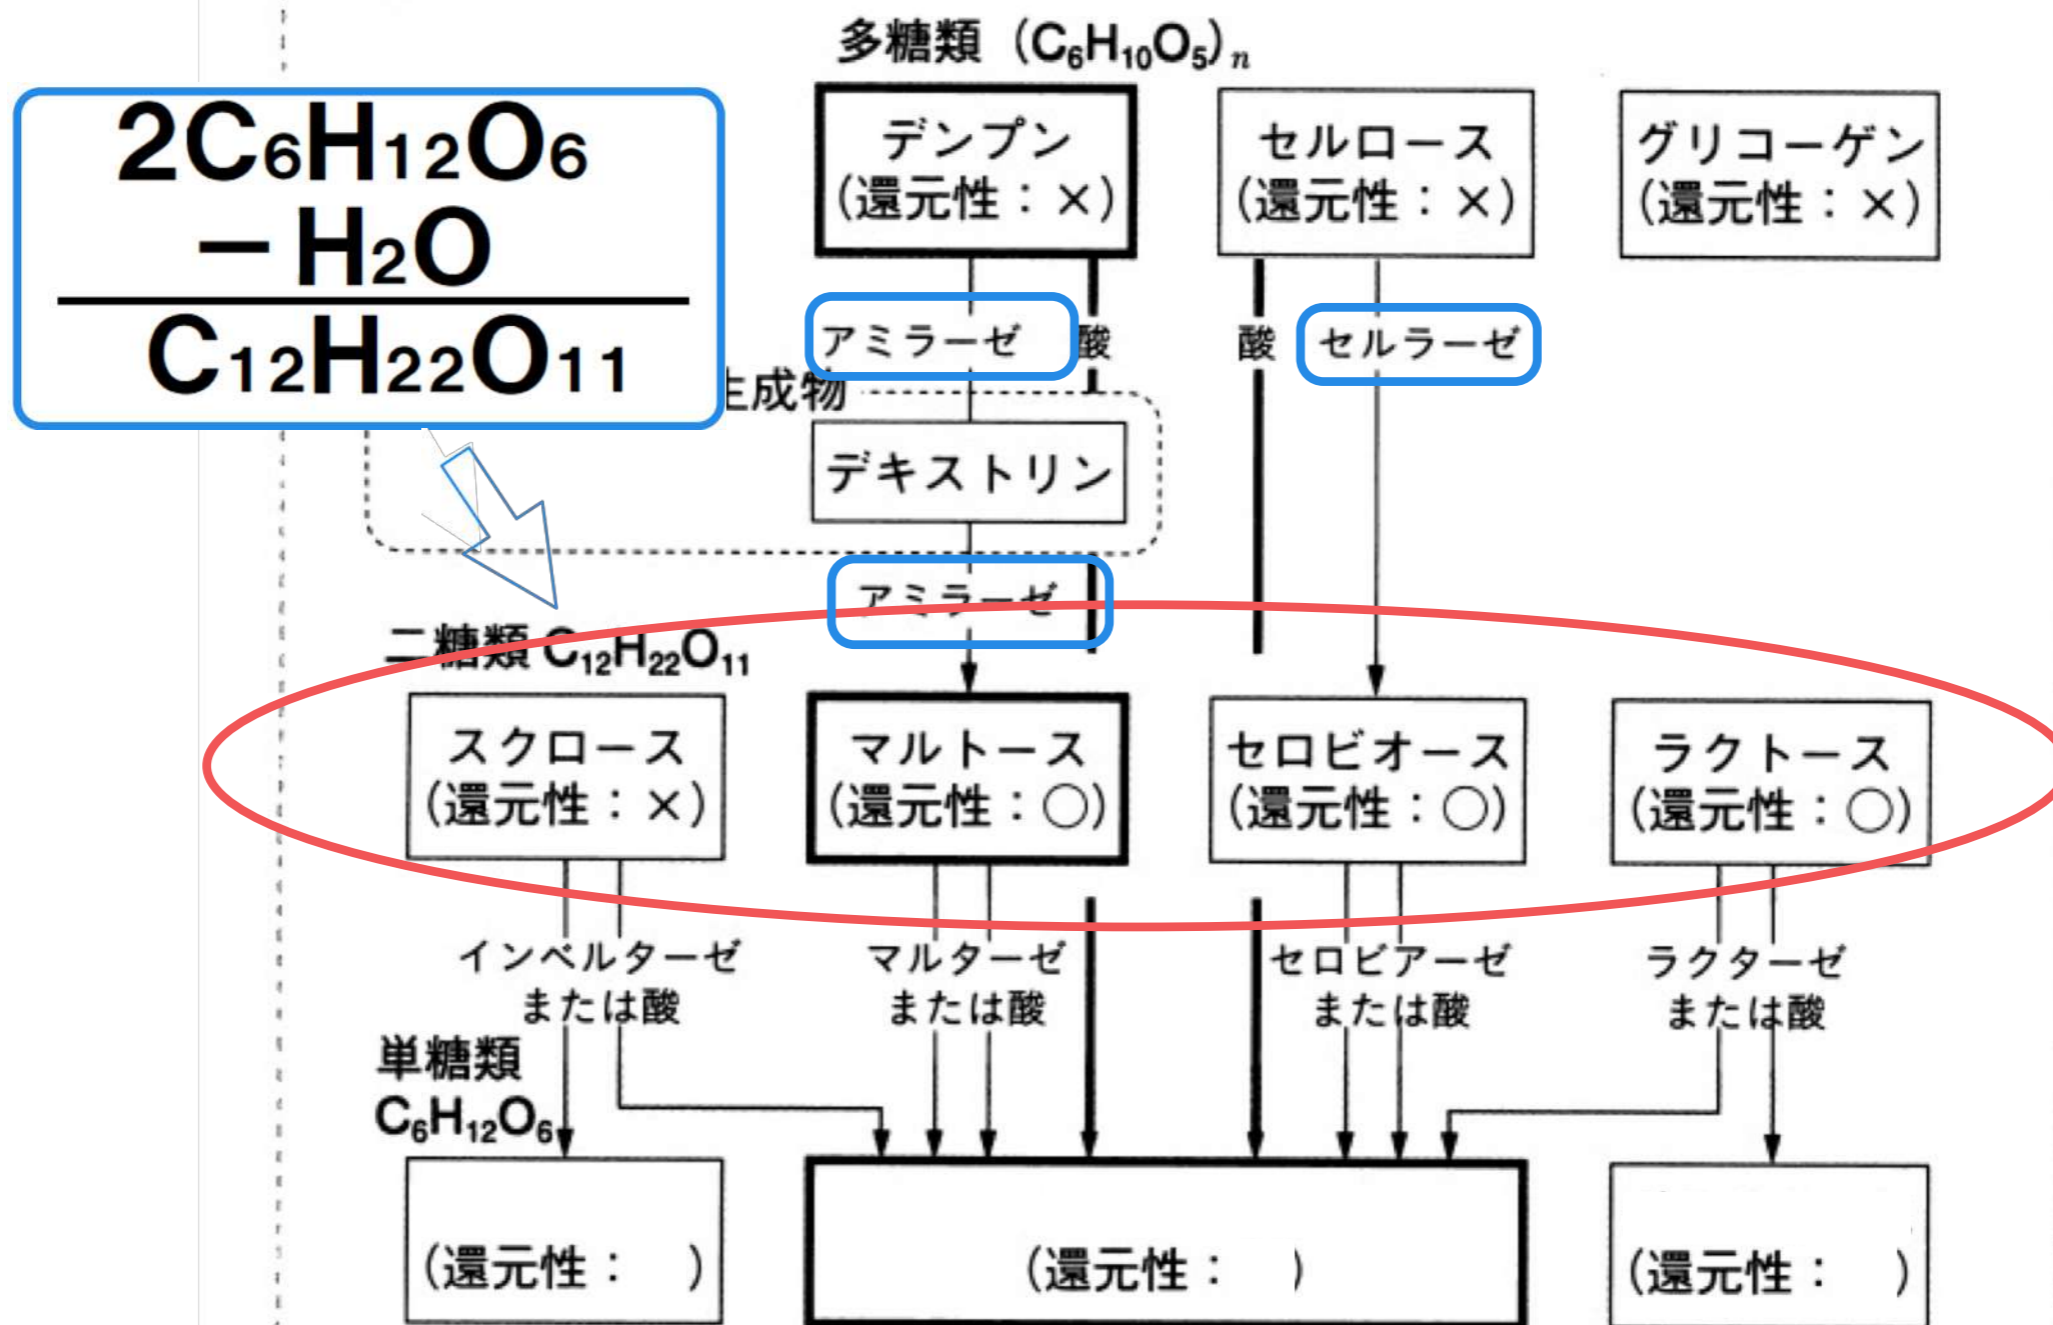 多糖類 (C6H10O5)n
2C6H12O6
－H2O
C12H22O11
デンプン
(還元性：×)
セルロース
(還元性：×)
グリコーゲン
(還元性：×)
アミラーゼ
酸
酸
セルラーゼ
生成物
デキストリン
アミラーゼ
二糖類 C12H22O11
スクロース
(還元性：×)
マルトース
(還元性：○)
セロビオース
(還元性：○)
ラクトース
(還元性：○)
インベルターゼ
または酸
マルターゼ
または酸
セロビアーゼ
または酸
ラクターゼ
または酸
単糖類
C6H12O6
(還元性： )
(還元性： )
(還元性： )